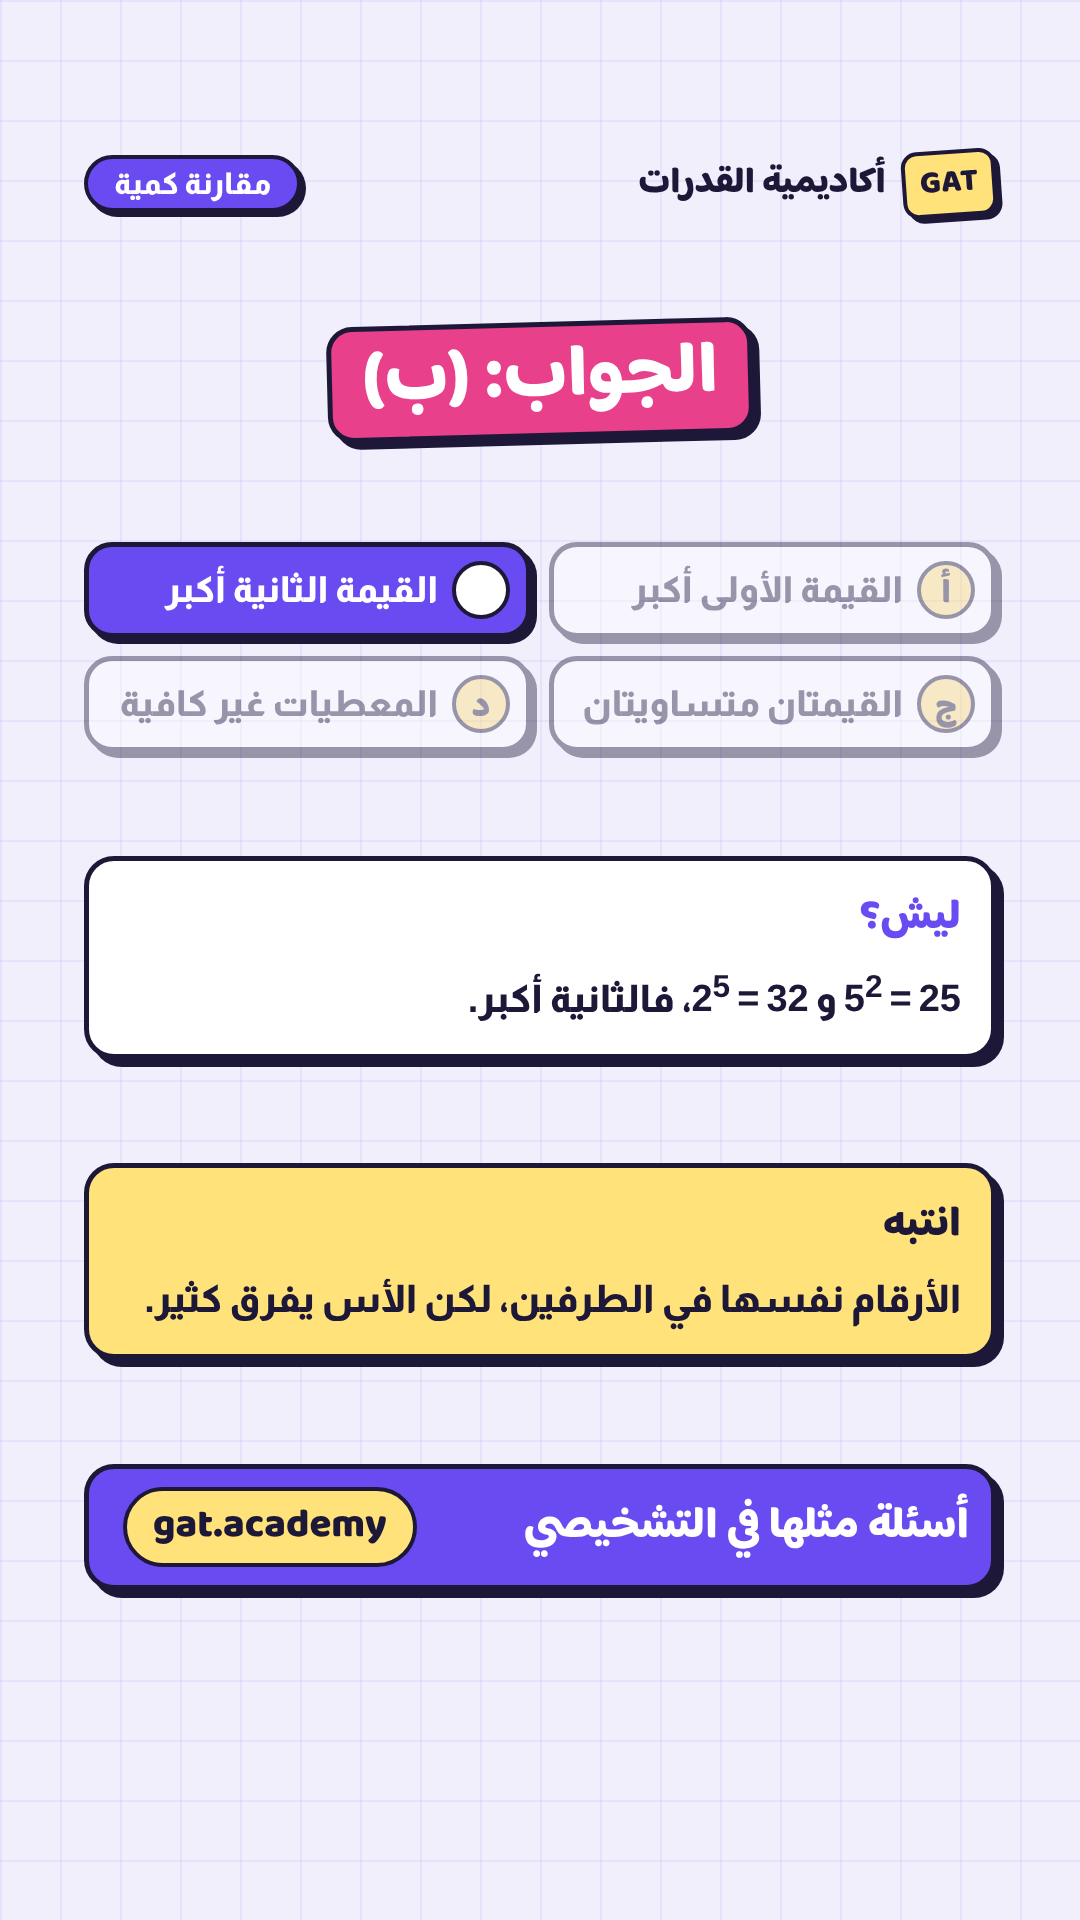 GAT أكاديمية القدرات
مقارنة كمية
الجواب: (ب)
أ القيمة الأولى أكبر
القيمة الثانية أكبر
ج القيمتان متساويتان
د المعطيات غير كافية
ليش؟
5² = 25 و 2⁵ = 32، فالثانية أكبر.
انتبه
الأرقام نفسها في الطرفين، لكن الأس يفرق كثير.
أسئلة مثلها في التشخيصي
gat.academy